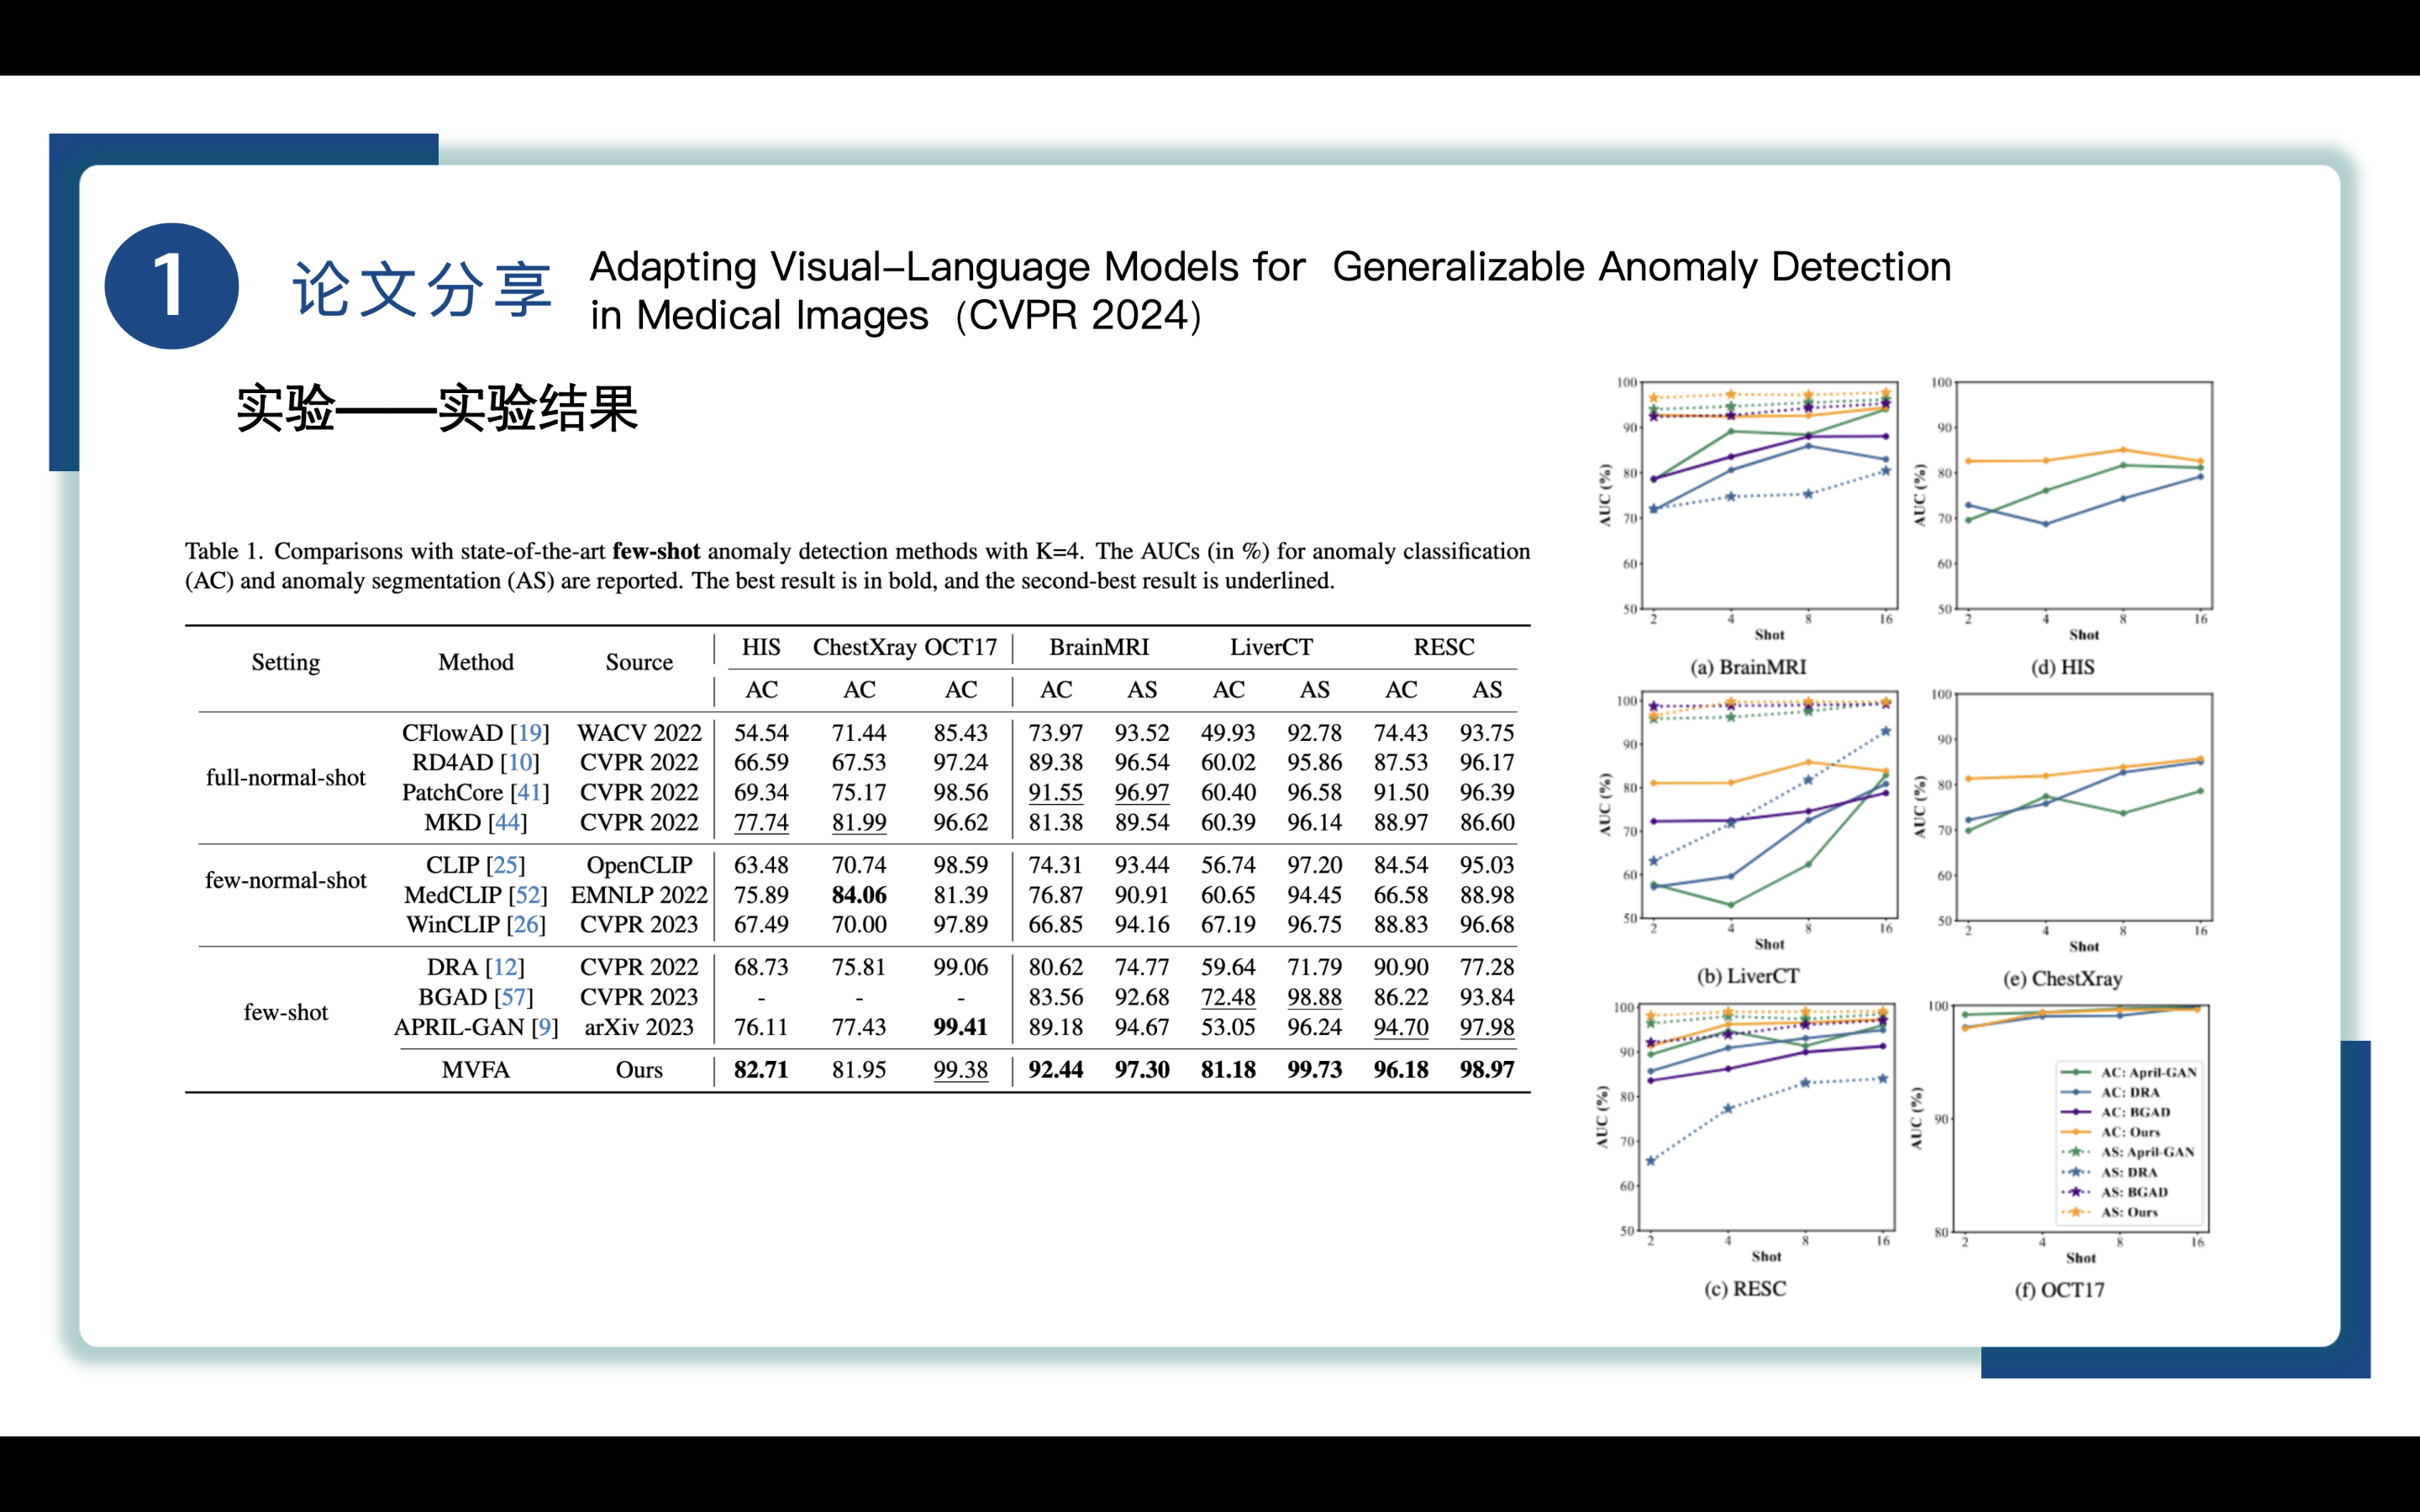 1
论文分享
Adapting Visual–Language Models for Generalizable Anomaly Detection
in Medical Images（CVPR 2024）
实验——实验结果
Table 1. Comparisons with state-of-the-art few-shot anomaly detection methods with K=4. The AUCs (in %) for anomaly classification
(AC) and anomaly segmentation (AS) are reported. The best result is in bold, and the second-best result is underlined.
Setting Method Source HIS ChestXray OCT17 BrainMRI LiverCT RESC
AC AC AC AC AS AC AS AC AS
full-normal-shot
CFlowAD [19] WACV 2022 54.54 71.44 85.43 73.97 93.52 49.93 92.78 74.43 93.75
RD4AD [10] CVPR 2022 66.59 67.53 97.24 89.38 96.54 60.02 95.86 87.53 96.17
PatchCore [41] CVPR 2022 69.34 75.17 98.56 91.55 96.97 60.40 96.58 91.50 96.39
MKD [44] CVPR 2022 77.74 81.99 96.62 81.38 89.54 60.39 96.14 88.97 86.60
few-normal-shot
CLIP [25] OpenCLIP 63.48 70.74 98.59 74.31 93.44 56.74 97.20 84.54 95.03
MedCLIP [52] EMNLP 2022 75.89 84.06 81.39 76.87 90.91 60.65 94.45 66.58 88.98
WinCLIP [26] CVPR 2023 67.49 70.00 97.89 66.85 94.16 67.19 96.75 88.83 96.68
few-shot
DRA [12] CVPR 2022 68.73 75.81 99.06 80.62 74.77 59.64 71.79 90.90 77.28
BGAD [57] CVPR 2023 - - - 83.56 92.68 72.48 98.88 86.22 93.84
APRIL-GAN [9] arXiv 2023 76.11 77.43 99.41 89.18 94.67 53.05 96.24 94.70 97.98
MVFA Ours 82.71 81.95 99.38 92.44 97.30 81.18 99.73 96.18 98.97
100
90
80
70
60
50
AUC (%)
2 4 8 16
Shot
(a) BrainMRI
100
90
80
70
60
50
AUC (%)
2 4 8 16
Shot
(d) HIS
100
90
80
70
60
50
AUC (%)
2 4 8 16
Shot
(b) LiverCT
100
90
80
70
60
50
AUC (%)
2 4 8 16
Shot
(e) ChestXray
100
90
80
70
60
50
AUC (%)
2 4 8 16
Shot
(c) RESC
100
90
80
AUC (%)
AC: April-GAN
AC: DRA
AC: BGAD
AC: Ours
AS: April-GAN
AS: DRA
AS: BGAD
AS: Ours
2 4 8 16
Shot
(f) OCT17